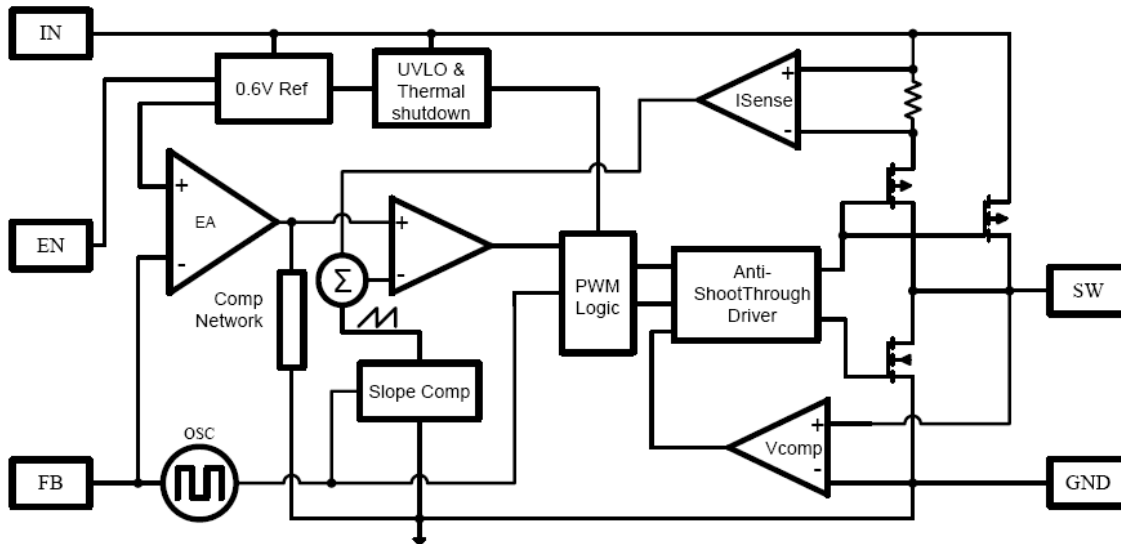 IN
0.6V Ref
UVLO &
Thermal
shutdown
+
ISense
-
+
EA
-
EN
+
-
Σ
Comp
Network
PWM
Logic
Anti-
ShootThrough
Driver
SW
Slope Comp
+
Vcomp
-
OSC
FB
GND